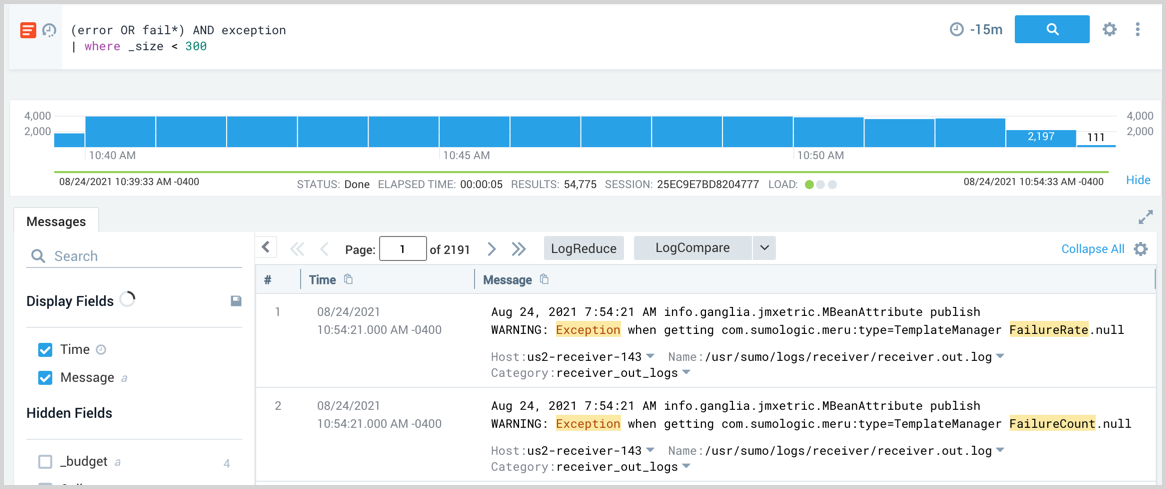 (error OR fail*) AND exception
| where _size < 300
-15m
4,000
2,000
4,000
2,000
2,197
111
10:40 AM
10:45 AM
10:50 AM
08/24/2021 10:39:33 AM -0400
STATUS: Done ELAPSED TIME: 00:00:05 RESULTS: 54,775 SESSION: 25EC9E7BD8204777 LOAD:
08/24/2021 10:54:33 AM -0400
Hide
Messages
Search
Display Fields
Time
Message a
Hidden Fields
_budget a 4
Page: 1 of 2191
LogReduce
LogCompare
Collapse All
# Time Message
1 08/24/2021
10:54:21.000 AM -0400
Aug 24, 2021 7:54:21 AM info.ganglia.jmxetric.MBeanAttribute publish
WARNING: Exception when getting com.sumologic.meru:type=TemplateManager FailureRate.null
Host:us2-receiver-143 Name:/usr/sumo/logs/receiver/receiver.out.log
Category:receiver_out_logs
2 08/24/2021
10:54:21.000 AM -0400
Aug 24, 2021 7:54:21 AM info.ganglia.jmxetric.MBeanAttribute publish
WARNING: Exception when getting com.sumologic.meru:type=TemplateManager FailureCount.null
Host:us2-receiver-143 Name:/usr/sumo/logs/receiver/receiver.out.log
Category:receiver_out_logs